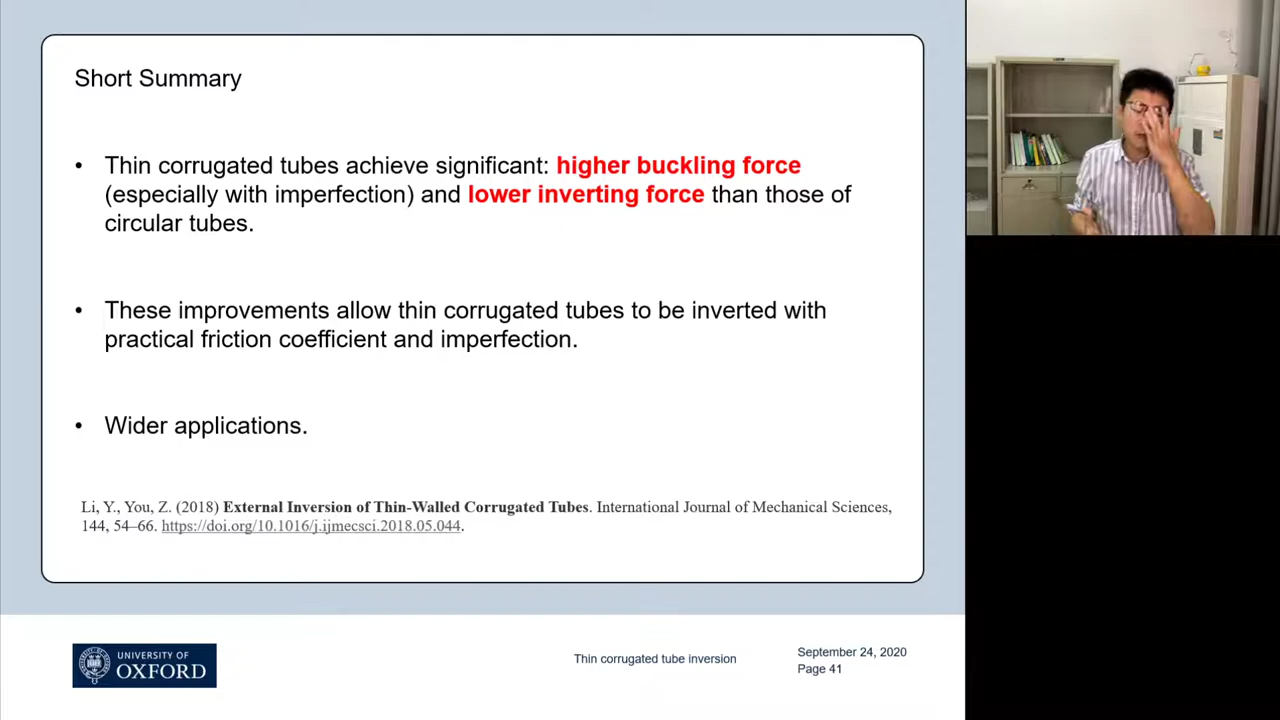 Short Summary
• Thin corrugated tubes achieve significant: higher buckling force
(especially with imperfection) and lower inverting force than those of
circular tubes.
• These improvements allow thin corrugated tubes to be inverted with
practical friction coefficient and imperfection.
• Wider applications.
Li, Y., You, Z. (2018) External Inversion of Thin-Walled Corrugated Tubes. International Journal of Mechanical Sciences,
144, 54–66. https://doi.org/10.1016/j.ijmecsci.2018.05.044.
UNIVERSITY OF
OXFORD
Thin corrugated tube inversion
September 24, 2020
Page 41